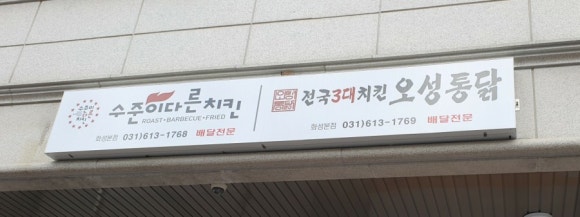 수준이다른치킨
ROAST•BARBECUE•FRIED
화성본점 031)613-1768 배달전문
전국3대치킨 오성통닭
화성본점 031)613-1769 배달전문